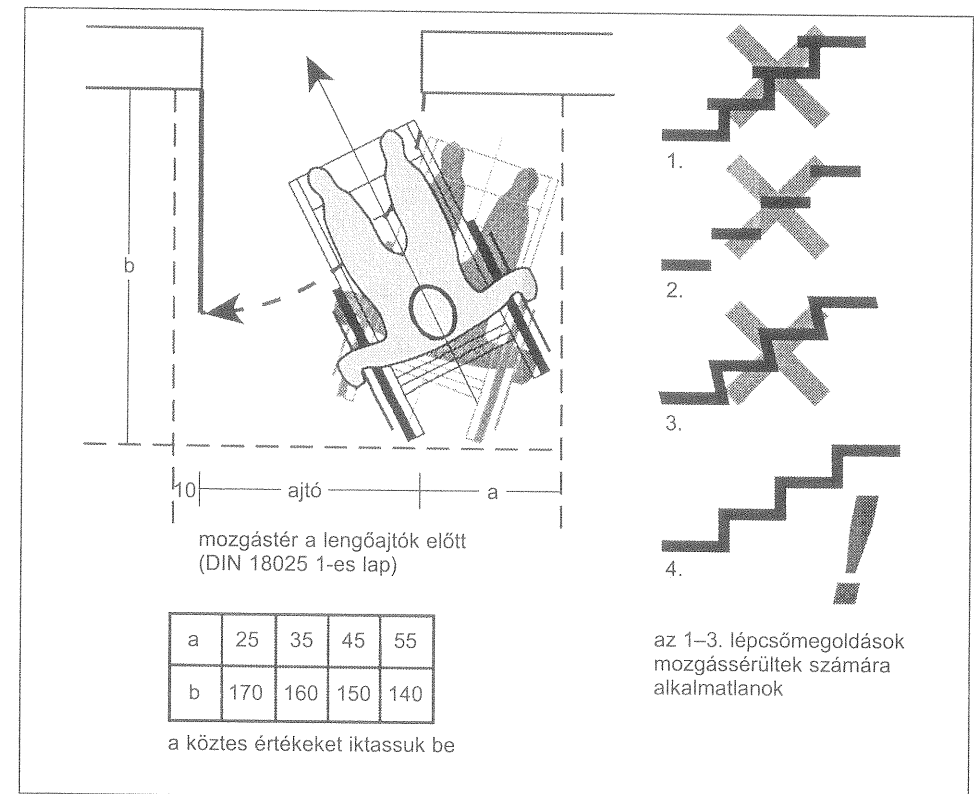 b
10
ajtó
a
mozgástér a lengőajtók előtt
(DIN 18025 1-es lap)
a 25 35 45 55
b 170 160 150 140
a köztes értékeket iktassuk be
1.
2.
3.
4.
az 1–3. lépcsőmegoldások
mozgássérültek számára
alkalmatlanok